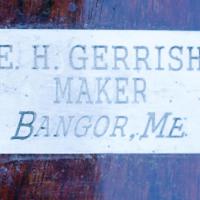 E. H. GERRISH
MAKER
BANGOR, ME.